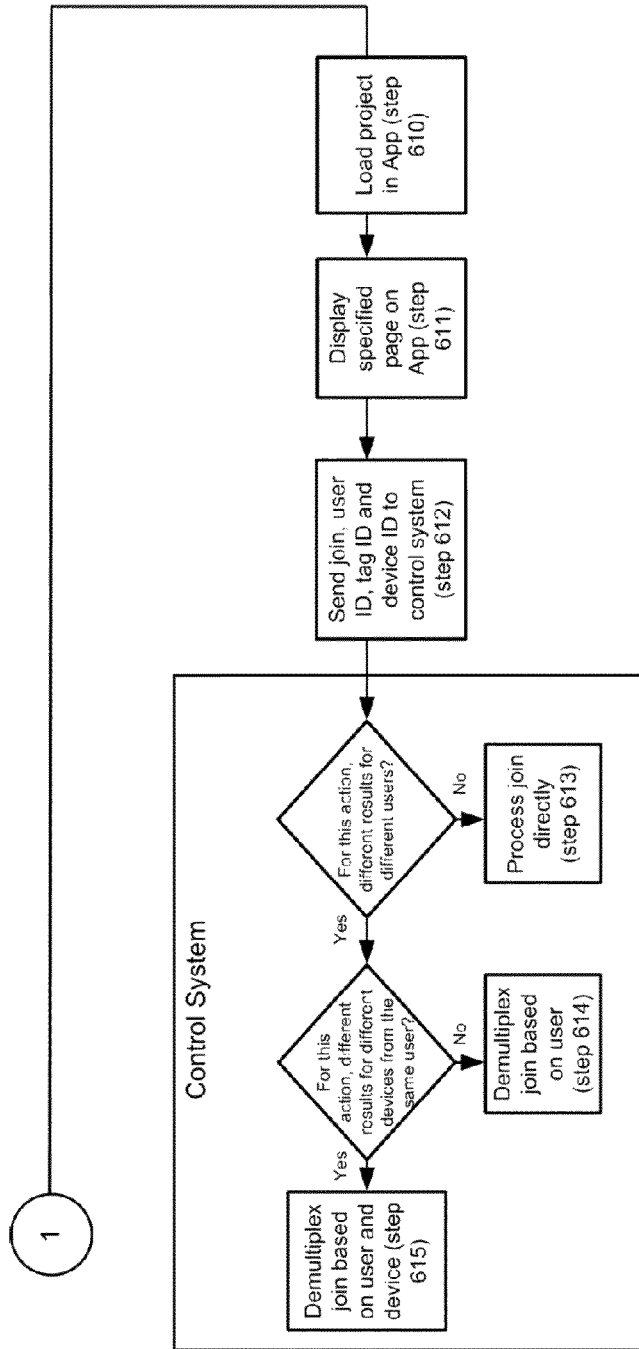 1
Load project
in App (step
610)
Display
specified
page on
App (step
611)
Send join, user
ID, tag ID and
device ID to
control system
(step 612)
Control System
For this action,
different results for
different users?
No
Process join
directly
(step 613)
Yes
For this
action, different
results for different
devices from the
same user?
No
Demultiplex
join based
on user
(step 614)
Yes
Demultiplex
join based
on user and
device (step
615)